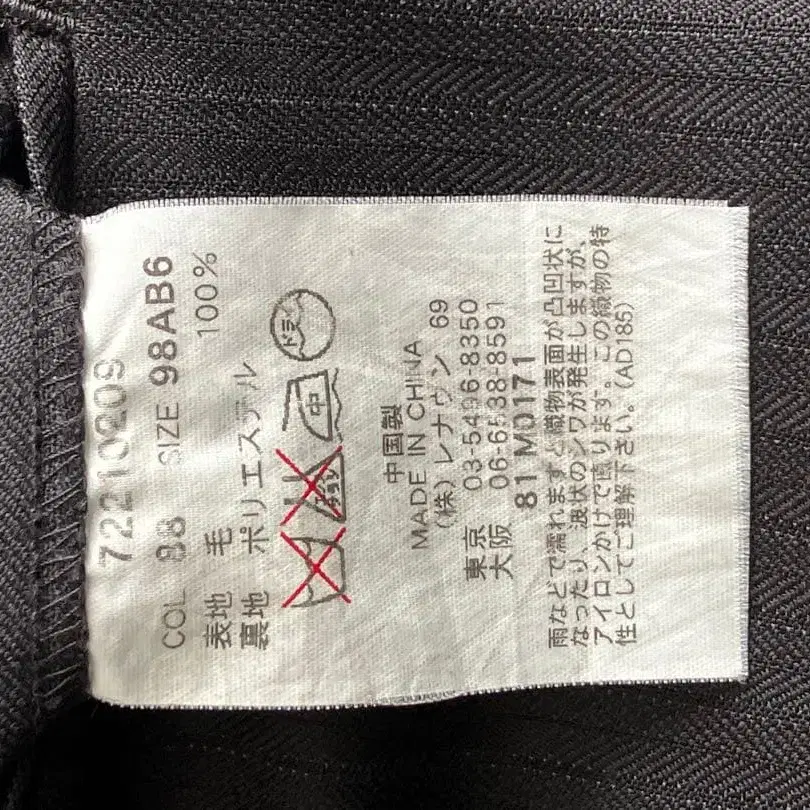 72210209
COL 88 SIZE 98AB6
表地 毛 100%
裏地 ポリエステル
中 ドライ
中国製
MADE IN CHINA
(株)レナウン 69
東京 03-5496-8350
大阪 06-6538-8591
81 M0171
雨などで濡れますと織物表面が凸凹状に
なったり、波状のシワが発生しますが、
アイロンかけで直ります。この織物の特
性としてご理解下さい。(AD185)